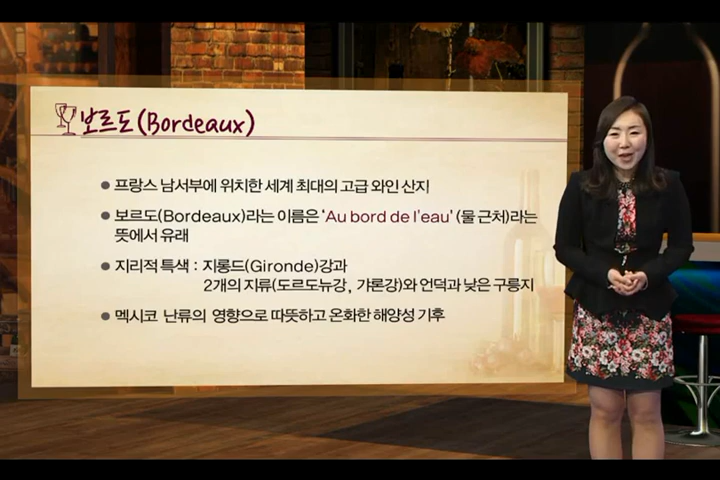 보르도(Bordeaux)
● 프랑스 남서부에 위치한 세계 최대의 고급 와인 산지
● 보르도(Bordeaux)라는 이름은 'Au bord de l'eau' (물 근처)라는
뜻에서 유래
● 지리적 특색 : 지롱드(Gironde)강과
2개의 지류(도르도뉴강, 갸론강)와 언덕과 낮은 구릉지
● 멕시코 난류의 영향으로 따뜻하고 온화한 해양성 기후